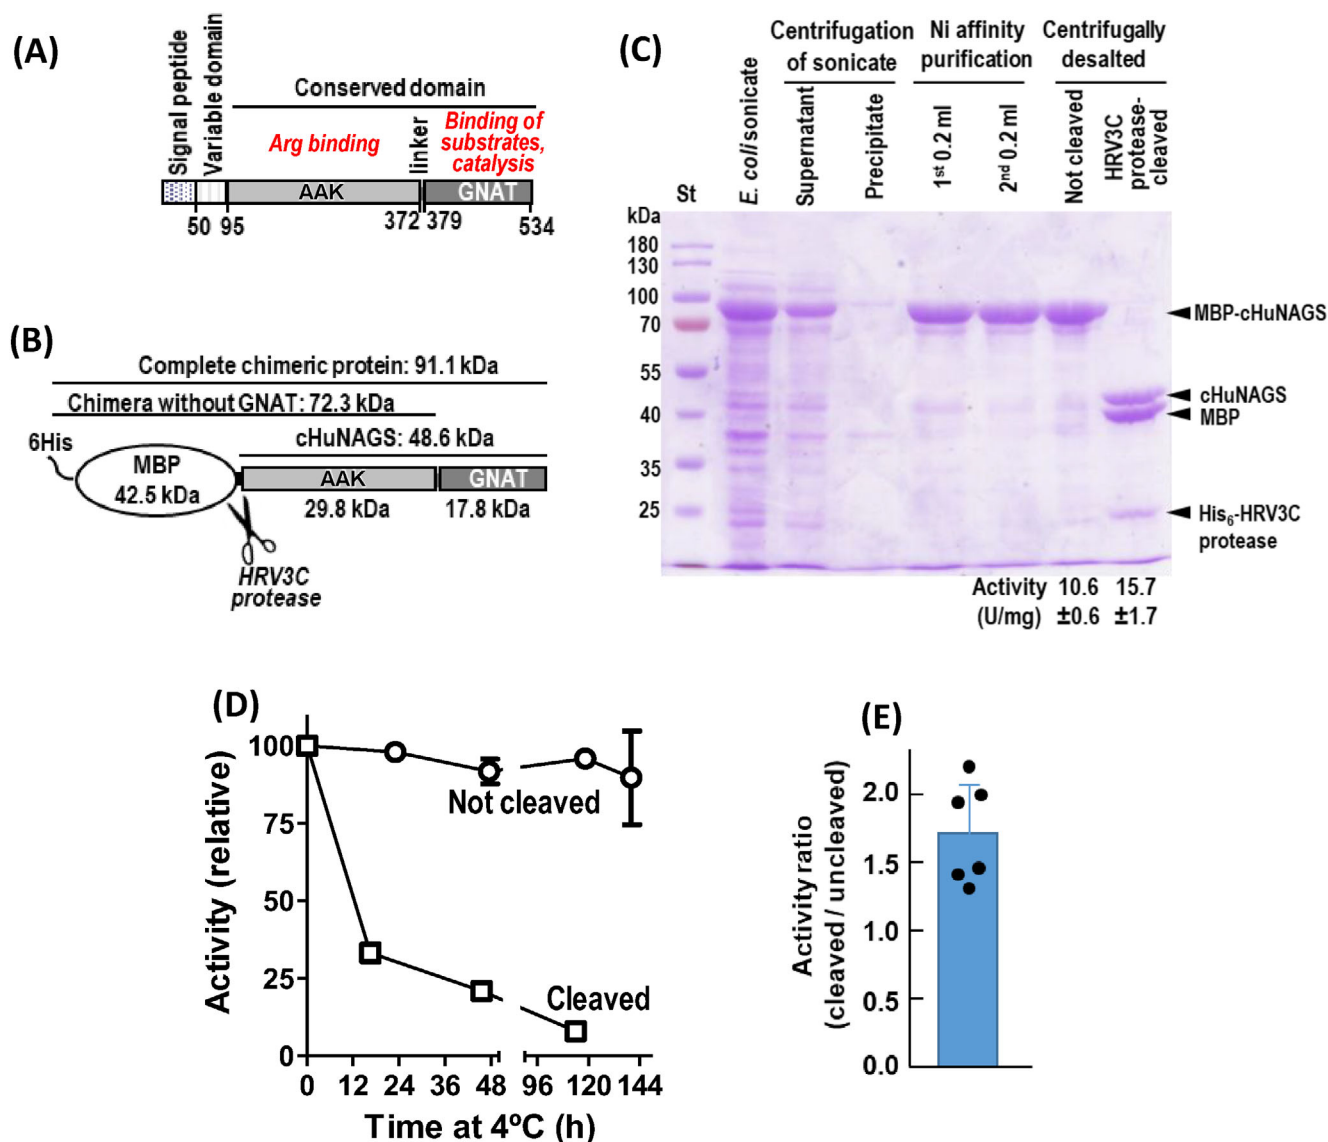 (A)
Signal peptide
Variable domain
Conserved domain
Arg binding
linker
Binding of
substrates,
catalysis
AAK
GNAT
50 95 372 379 534
(B)
Complete chimeric protein: 91.1 kDa
Chimera without GNAT: 72.3 kDa
cHuNAGS: 48.6 kDa
6His
MBP
42.5 kDa
AAK
GNAT
29.8 kDa
17.8 kDa
HRV3C
protease
(C)
Centrifugation
of sonicate
Ni affinity
purification
Centrifugally
desalted
St
E. coli sonicate
Supernatant
Precipitate
1st 0.2 ml
2nd 0.2 ml
Not cleaved
HRV3C
protease-
cleaved
kDa
180
130
100
70
55
40
35
25
MBP-cHuNAGS
cHuNAGS
MBP
His6-HRV3C
protease
Activity 10.6 15.7
(U/mg) ±0.6 ±1.7
(D)
Activity (relative)
100
75
50
25
0
Not cleaved
Cleaved
0 12 24 36 48 96 120 144
Time at 4ºC (h)
(E)
Activity ratio
(cleaved / uncleaved)
2.0
1.5
1.0
0.5
0.0